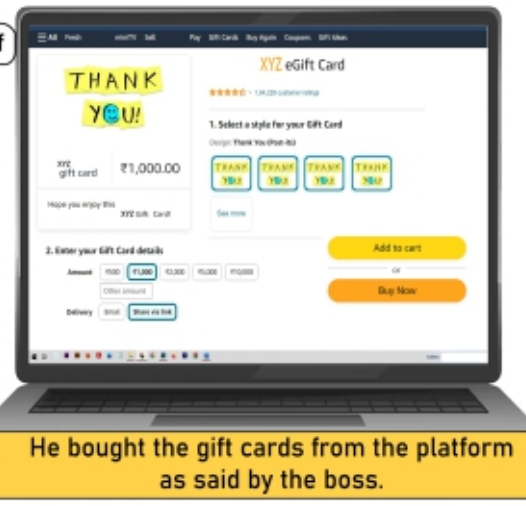 f
All Fresh miniTV Sell Pay Gift Cards Buy Again Coupons Gift Ideas
THANK
YOU!
XYZ
gift card
₹1,000.00
Hope you enjoy this
XYZ Gift Card!
XYZ eGift Card
1. Select a style for your Gift Card
Design: Thank You (Post-its)
THANK THANK THANK THANK
YOU! YOU! YOU! YOU!
See more
2. Enter your Gift Card details
Amount ₹500 ₹1,000 ₹2,000 ₹5,000 ₹10,000
Other amount
Delivery Email Share via link
Add to cart
or
Buy Now
He bought the gift cards from the platform
as said by the boss.